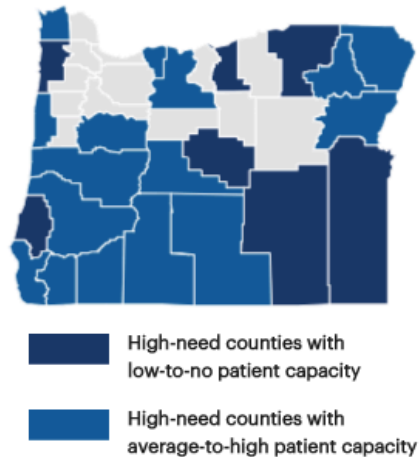 High-need counties with
low-to-no patient capacity
High-need counties with
average-to-high patient capacity